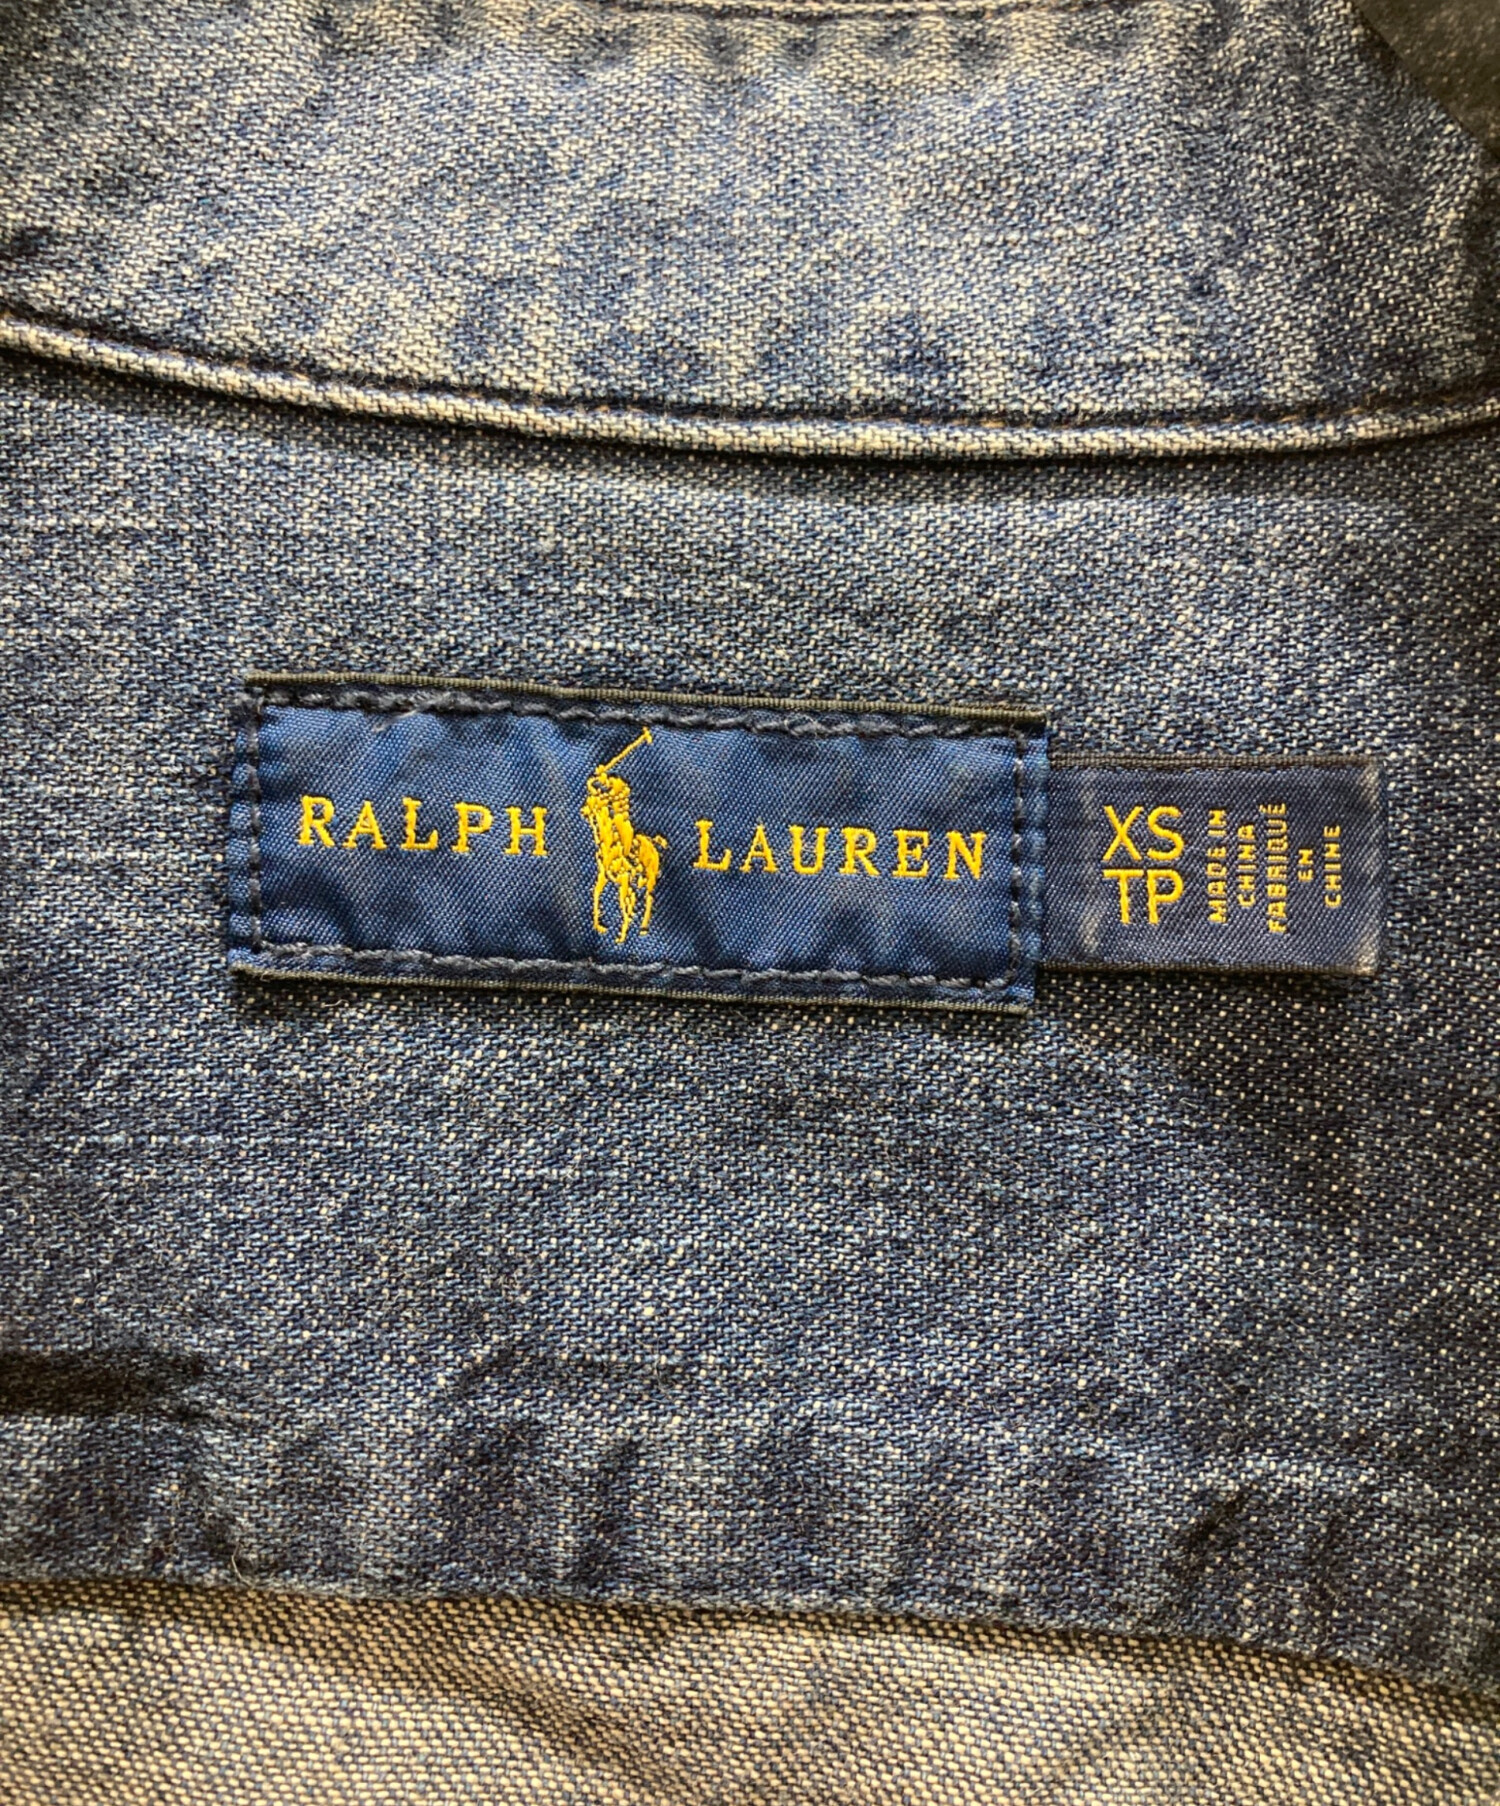 RALPH LAUREN
XS
TP
MADE IN
CHINA
FABRIQUÉ
EN
CHINE